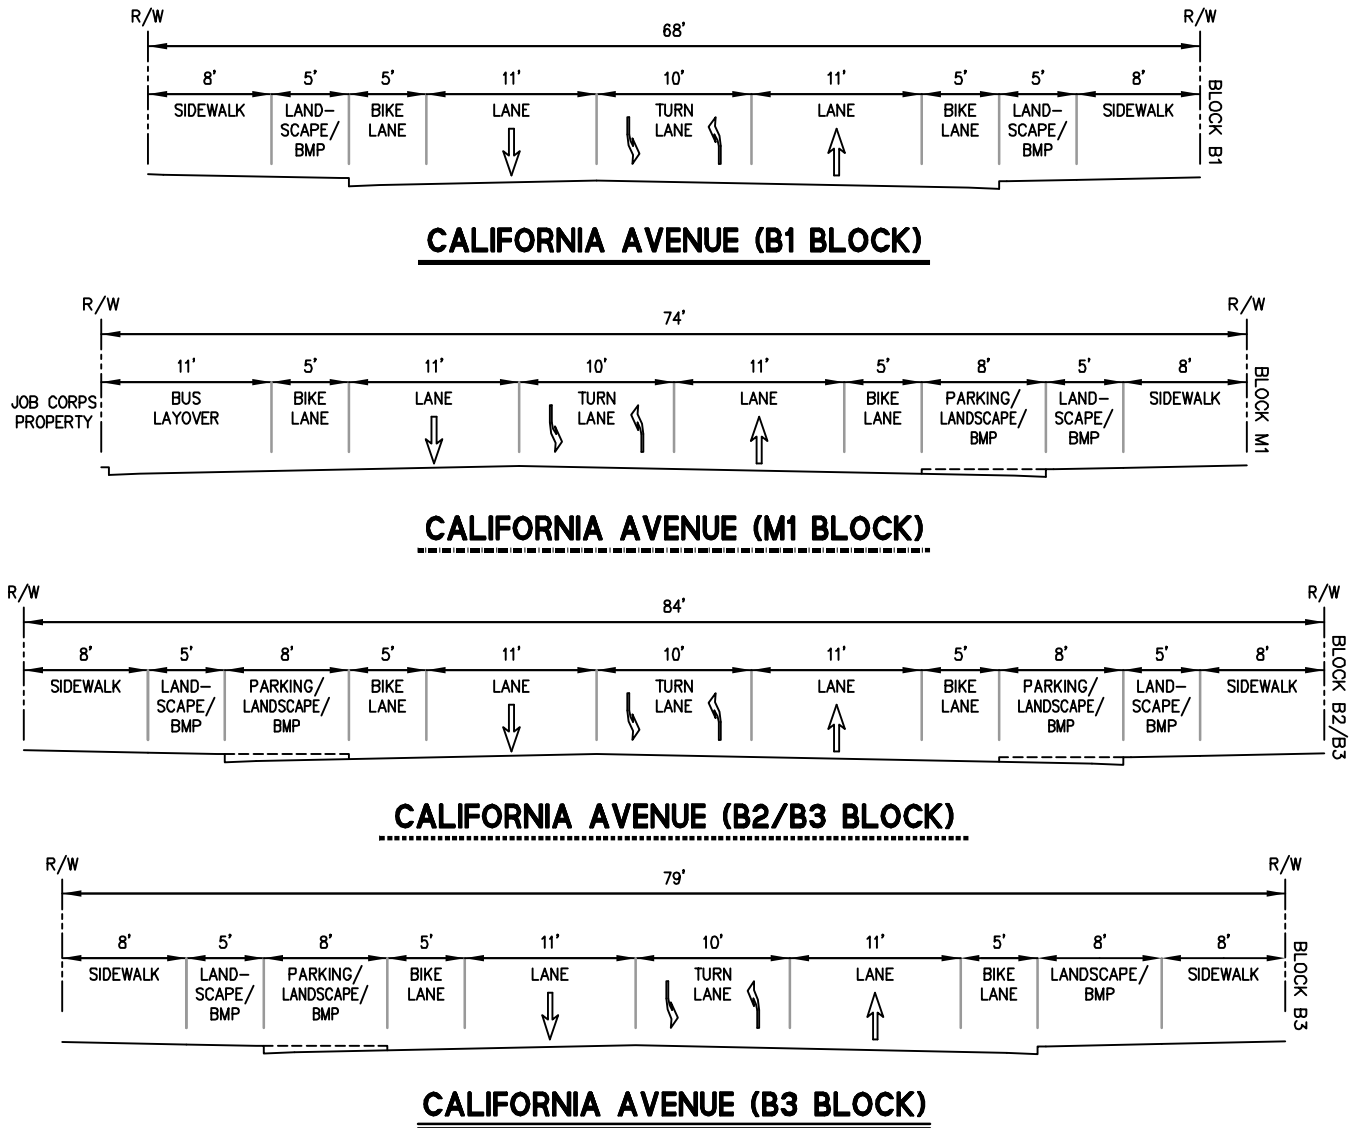 R/W R/W
68'
8' 5' 5' 11' 10' 11' 5' 5' 8'
SIDEWALK LAND- BIKE LANE TURN LANE BIKE LAND- SIDEWALK
SCAPE/ LANE LANE LANE SCAPE/
BMP BMP
BLOCK B1
CALIFORNIA AVENUE (B1 BLOCK)
R/W R/W
74'
11' 5' 11' 10' 11' 5' 8' 5' 8'
JOB CORPS BUS BIKE LANE TURN LANE BIKE PARKING/ LAND- SIDEWALK
PROPERTY LAYOVER LANE LANE LANE LANDSCAPE/ SCAPE/
BMP BMP
BLOCK M1
CALIFORNIA AVENUE (M1 BLOCK)
R/W R/W
84'
8' 5' 8' 5' 11' 10' 11' 5' 8' 5' 8'
SIDEWALK LAND- PARKING/ BIKE LANE TURN LANE BIKE PARKING/ LAND- SIDEWALK
SCAPE/ LANDSCAPE/ LANE LANE LANE LANDSCAPE/ SCAPE/
BMP BMP BMP BMP
BLOCK B2/B3
CALIFORNIA AVENUE (B2/B3 BLOCK)
R/W R/W
79'
8' 5' 8' 5' 11' 10' 11' 5' 8' 8'
SIDEWALK LAND- PARKING/ BIKE LANE TURN LANE BIKE LANDSCAPE/ SIDEWALK
SCAPE/ LANDSCAPE/ LANE LANE LANE BMP
BMP BMP
BLOCK B3
CALIFORNIA AVENUE (B3 BLOCK)